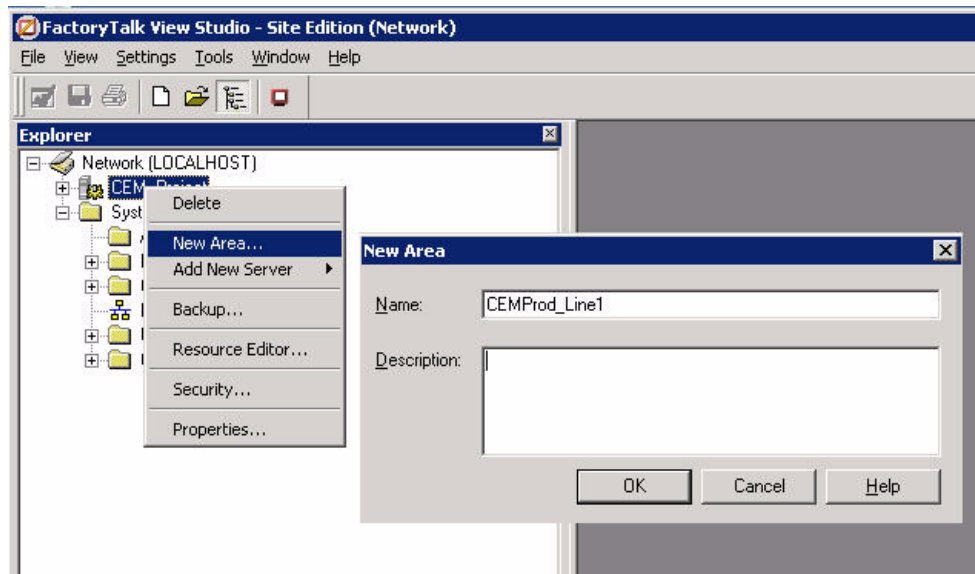 FactoryTalk View Studio - Site Edition (Network)
File View Settings Tools Window Help
Explorer
Network (LOCALHOST)
Delete
New Area...
Add New Server
Backup...
Resource Editor...
Security...
Properties...
New Area
Name: CEMProd_Line1
Description:
OK Cancel Help